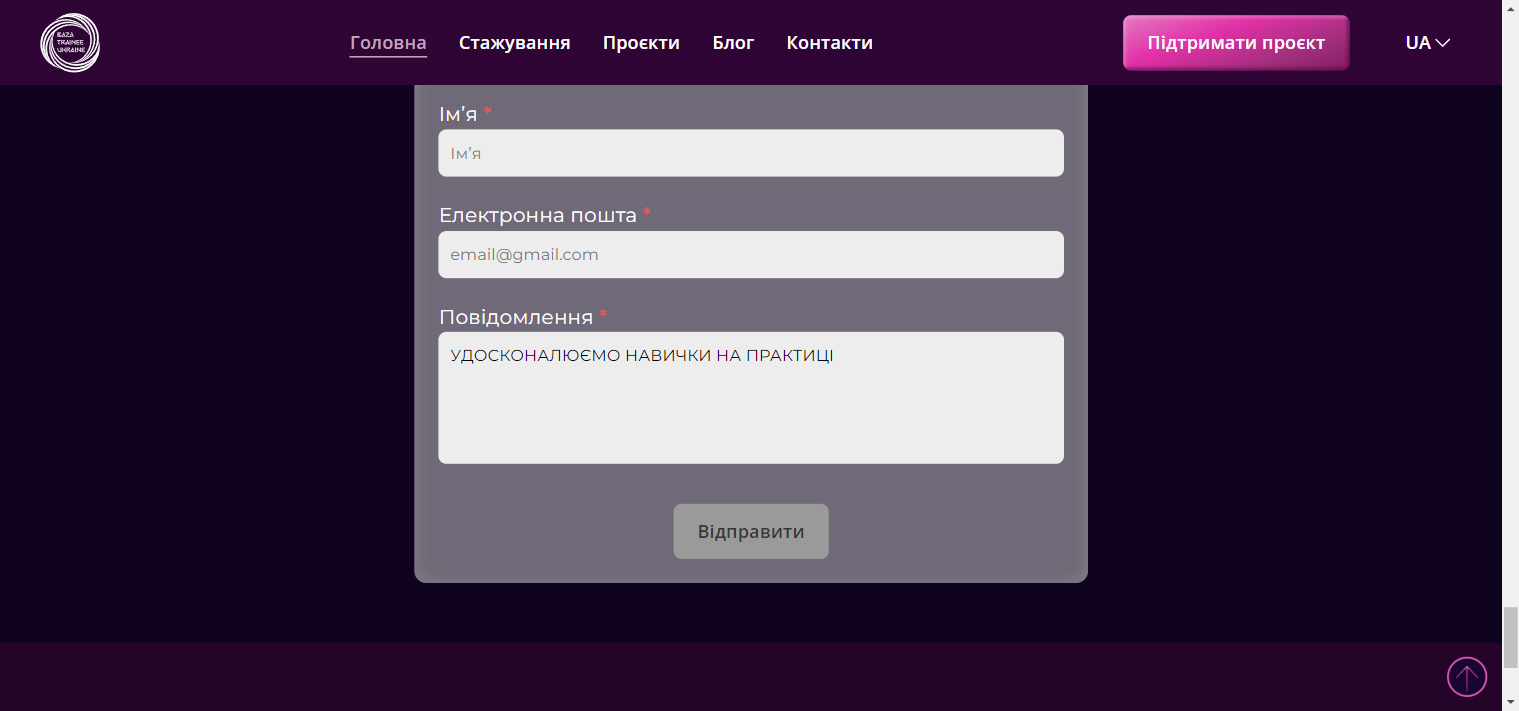 BAZA
TRAINEE
UKRAINE
Головна
Стажування
Проєкти
Блог
Контакти
Підтримати проєкт
UA
Ім’я *
Ім’я
Електронна пошта *
email@gmail.com
Повідомлення *
УДОСКОНАЛЮЄМО НАВИЧКИ НА ПРАКТИЦІ
Відправити